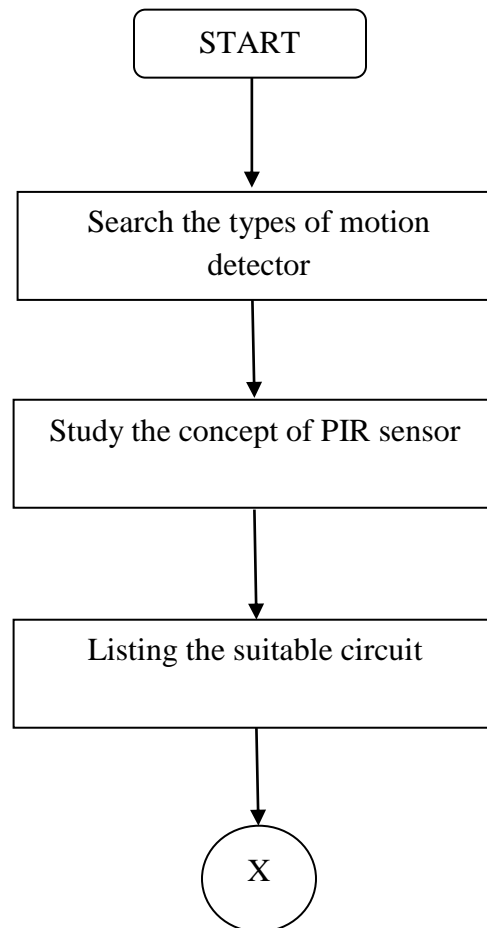 START
Search the types of motion
detector
Study the concept of PIR sensor
Listing the suitable circuit
X